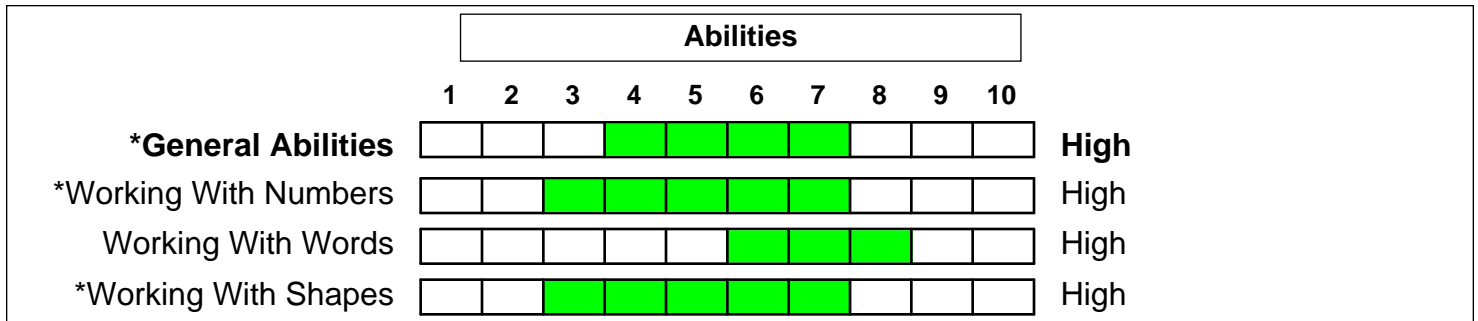 Abilities
1 2 3 4 5 6 7 8 9 10
*General Abilities High
*Working With Numbers High
Working With Words High
*Working With Shapes High